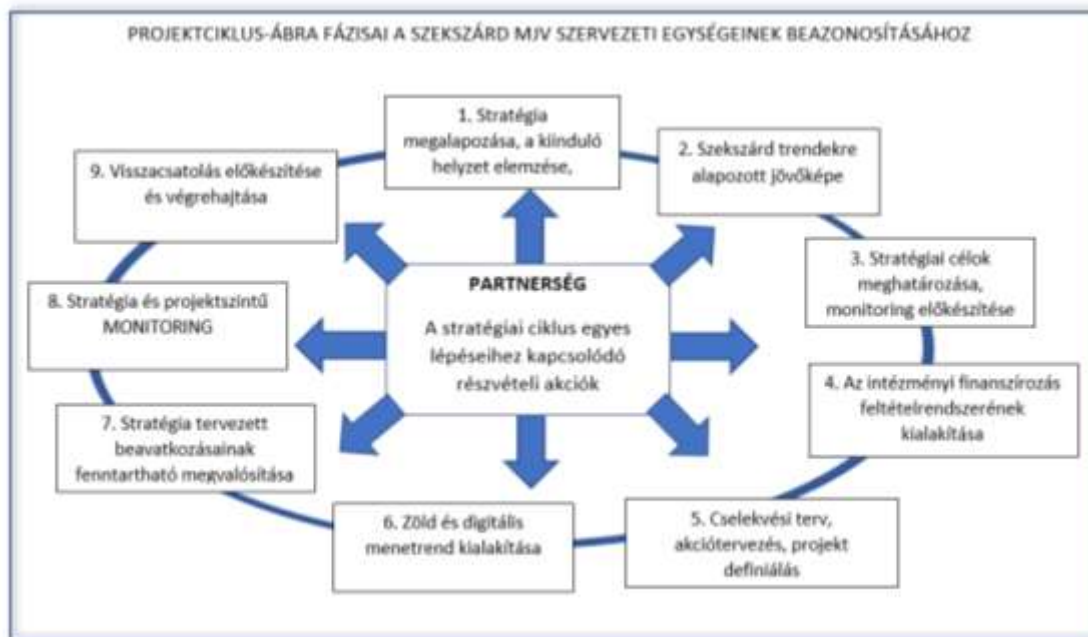 PROJEKTCIKLUS-ÁBRA FÁZISAI A SZEKSZÁRD MJV SZERVEZETI EGYSÉGEINEK BEAZONOSÍTÁSÁHOZ
1. Stratégia
megalapozása, a kiinduló
helyzet elemzése,
2. Szekszárd trendekre
alapozott jövőképe
3. Stratégiai célok
meghatározása,
monitoring előkészítése
4. Az intézményi finanszírozás
feltételrendszerének
kialakítása
5. Cselekvési terv,
akciótervezés, projekt
definiálás
6. Zöld és digitális
menetrend kialakítása
7. Stratégia tervezett
beavatkozásainak
fenntartható megvalósítása
8. Stratégia és projektszintű
MONITORING
9. Visszacsatolás előkészítése
és végrehajtása
PARTNERSÉG
A stratégiai ciklus egyes
lépéseihez kapcsolódó
részvételi akciók